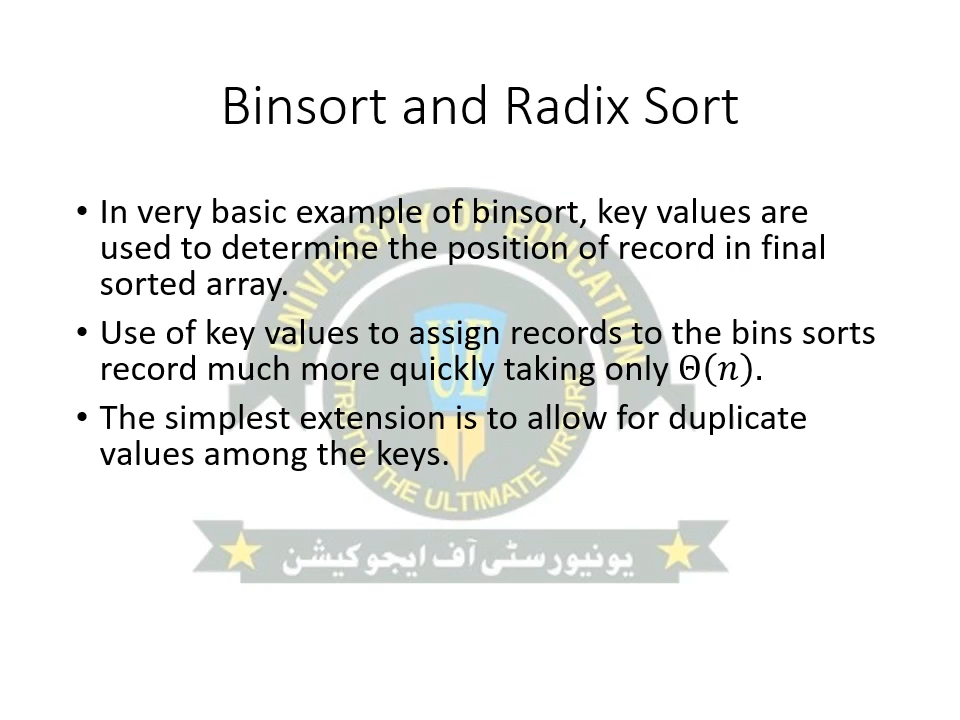 Binsort and Radix Sort
• In very basic example of binsort, key values are
used to determine the position of record in final
sorted array.
• Use of key values to assign records to the bins sorts
record much more quickly taking only Θ(𝑛).
• The simplest extension is to allow for duplicate
values among the keys.
UNIVERSITY OF EDUCATION
UE
TRUTH THE ULTIMATE VIRTUE
یونیورسٹی آف ایجوکیشن